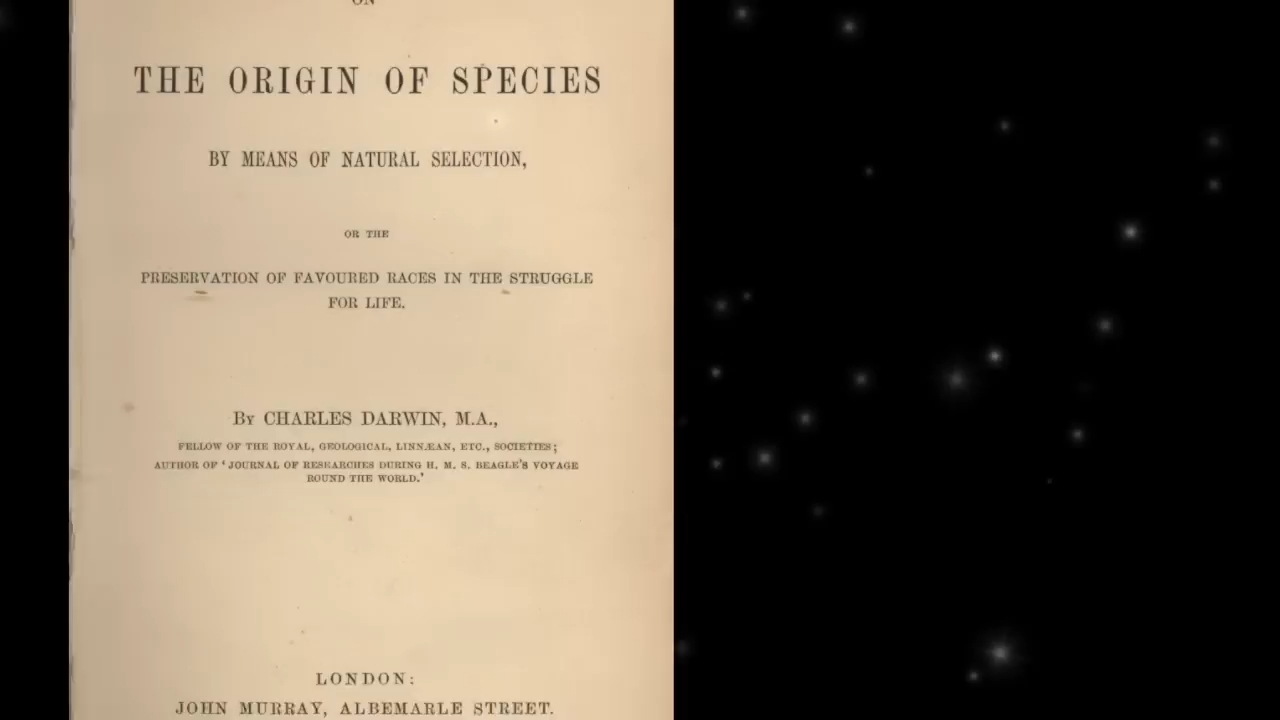 ON
THE ORIGIN OF SPECIES
BY MEANS OF NATURAL SELECTION,
OR THE
PRESERVATION OF FAVOURED RACES IN THE STRUGGLE
FOR LIFE.
BY CHARLES DARWIN, M.A.,
FELLOW OF THE ROYAL, GEOLOGICAL, LINNÆAN, ETC., SOCIETIES;
AUTHOR OF ‘JOURNAL OF RESEARCHES DURING H. M. S. BEAGLE’S VOYAGE
ROUND THE WORLD.’
LONDON:
JOHN MURRAY, ALBEMARLE STREET.